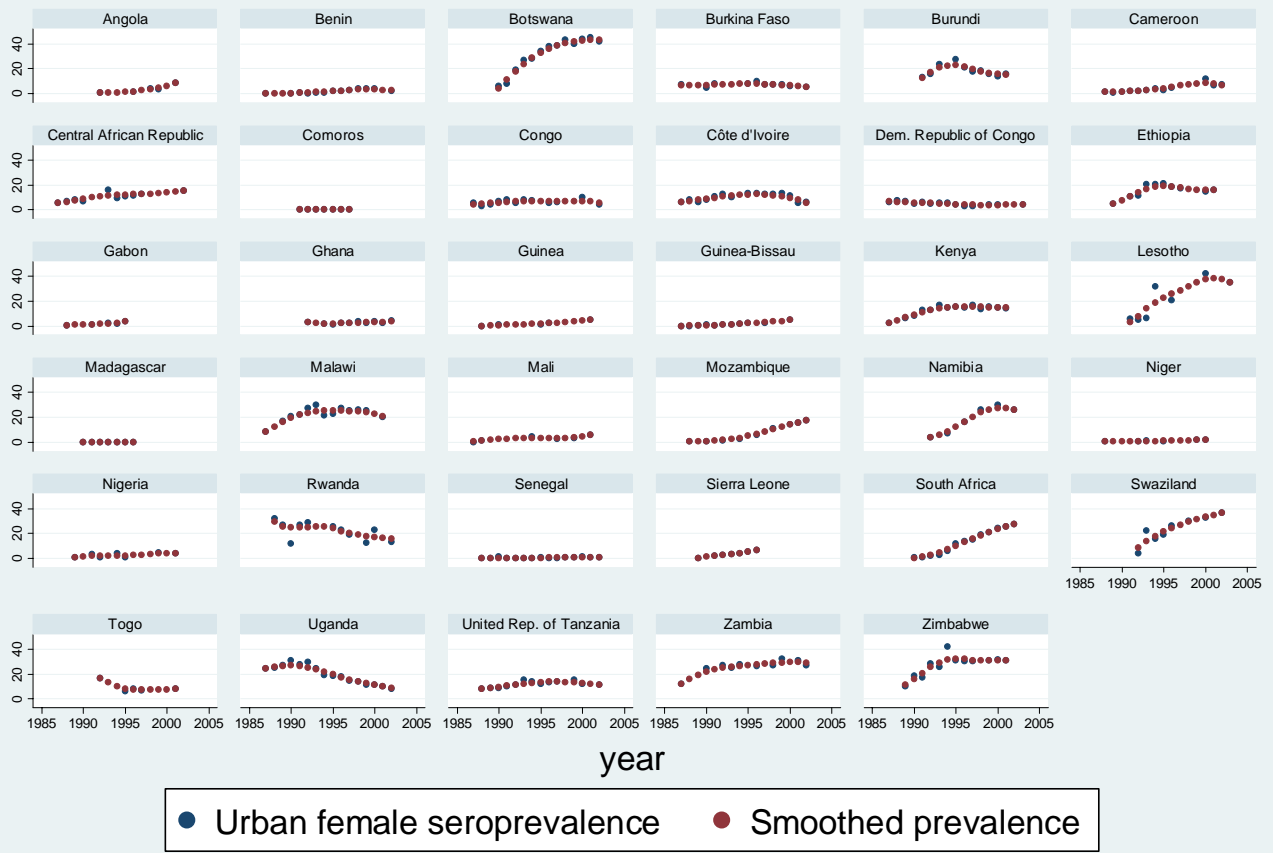 Angola Benin Botswana Burkina Faso Burundi Cameroon
40
20
0
Central African Republic Comoros Congo Côte d'Ivoire Dem. Republic of Congo Ethiopia
40
20
0
Gabon Ghana Guinea Guinea-Bissau Kenya Lesotho
40
20
0
Madagascar Malawi Mali Mozambique Namibia Niger
40
20
0
Nigeria Rwanda Senegal Sierra Leone South Africa Swaziland
40
20
0
1985 1990 1995 2000 2005
Togo Uganda United Rep. of Tanzania Zambia Zimbabwe
40
20
0
1985 1990 1995 2000 2005 1985 1990 1995 2000 2005 1985 1990 1995 2000 2005 1985 1990 1995 2000 2005 1985 1990 1995 2000 2005
year
Urban female seroprevalence Smoothed prevalence